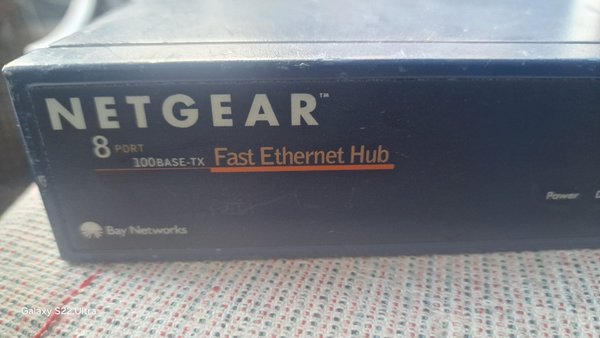 NETGEAR™
8 PORT
100BASE-TX Fast Ethernet Hub
Power
Bay Networks
Galaxy S22 Ultra